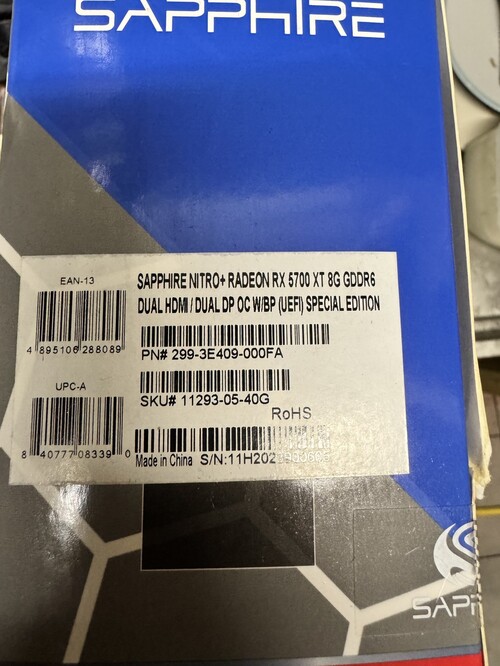 SAPPHIRE
EAN-13
4 895106 288089
SAPPHIRE NITRO+ RADEON RX 5700 XT 8G GDDR6
DUAL HDMI / DUAL DP OC W/BP (UEFI) SPECIAL EDITION
PN# 299-3E409-000FA
UPC-A
8 40777 08339 0
SKU# 11293-05-40G
RoHS
Made in China
SAPP